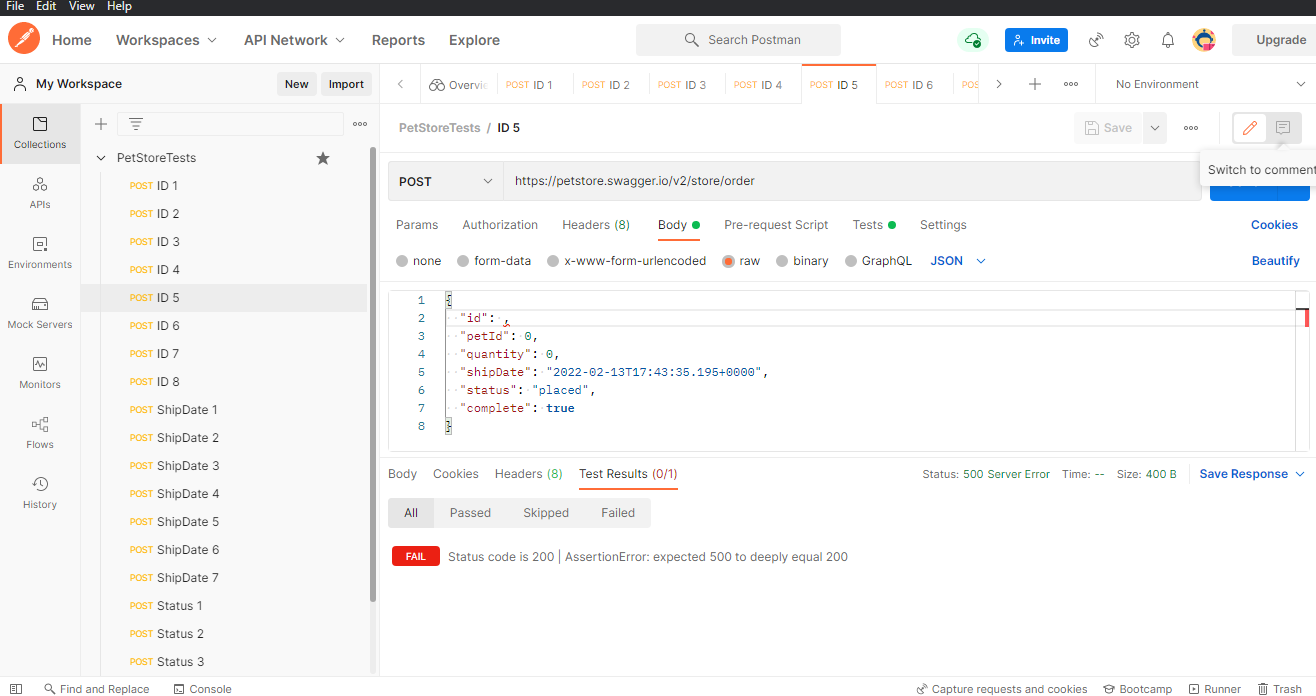 File Edit View Help
Home Workspaces API Network Reports Explore Search Postman Invite Upgrade
My Workspace New Import
Overvie POST ID 1 POST ID 2 POST ID 3 POST ID 4 POST ID 5 POST ID 6 POS No Environment
Collections
APIs
Environments
Mock Servers
Monitors
Flows
History
PetStoreTests
POST ID 1
POST ID 2
POST ID 3
POST ID 4
POST ID 5
POST ID 6
POST ID 7
POST ID 8
POST ShipDate 1
POST ShipDate 2
POST ShipDate 3
POST ShipDate 4
POST ShipDate 5
POST ShipDate 6
POST ShipDate 7
POST Status 1
POST Status 2
POST Status 3
PetStoreTests / ID 5 Save
Switch to comment
POST https://petstore.swagger.io/v2/store/order
Params Authorization Headers (8) Body Pre-request Script Tests Settings Cookies
none form-data x-www-form-urlencoded raw binary GraphQL JSON Beautify
1 {
2 "id": ,
3 "petId": 0,
4 "quantity": 0,
5 "shipDate": "2022-02-13T17:43:35.195+0000",
6 "status": "placed",
7 "complete": true
8 }
Body Cookies Headers (8) Test Results (0/1) Status: 500 Server Error Time: -- Size: 400 B Save Response
All Passed Skipped Failed
FAIL Status code is 200 | AssertionError: expected 500 to deeply equal 200
Find and Replace Console Capture requests and cookies Bootcamp Runner Trash